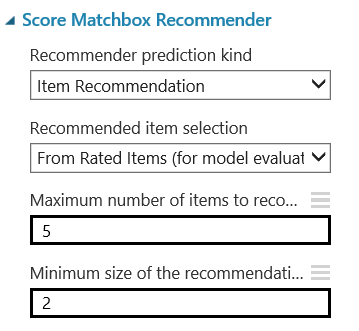 Score Matchbox Recommender
Recommender prediction kind
Item Recommendation
Recommended item selection
From Rated Items (for model evaluat
Maximum number of items to reco...
5
Minimum size of the recommendati...
2